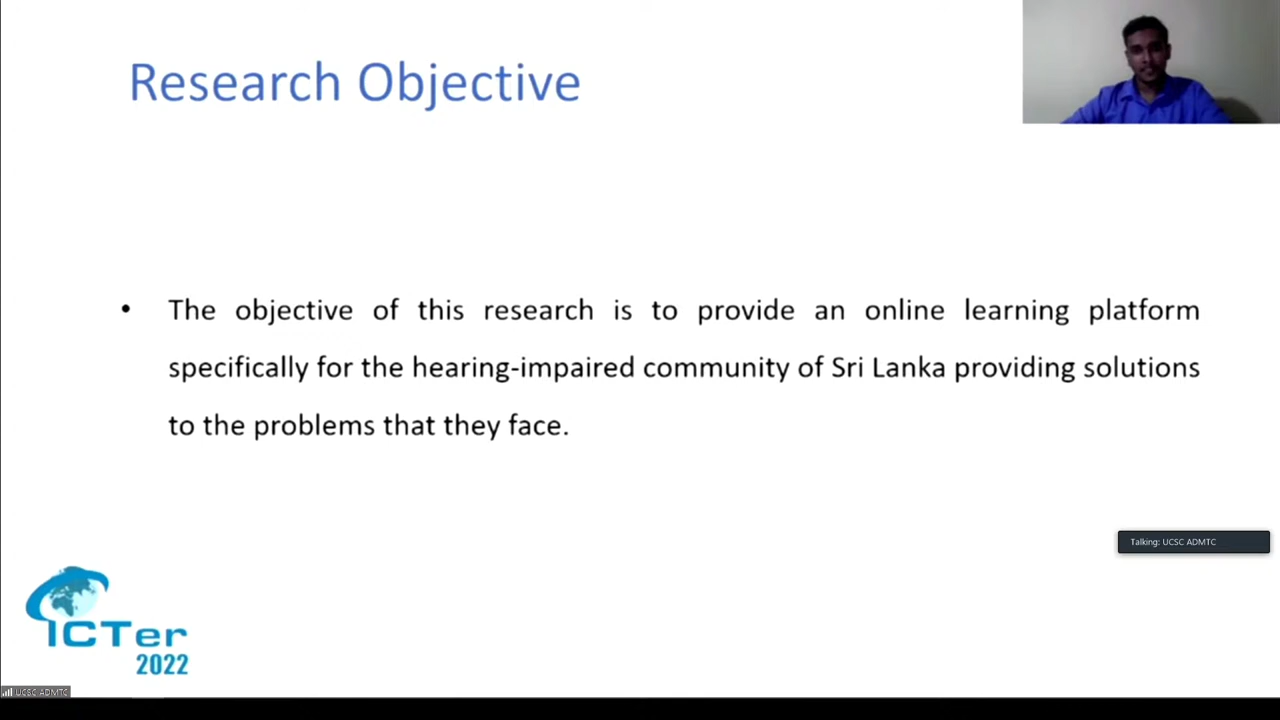 Research Objective
• The objective of this research is to provide an online learning platform
specifically for the hearing-impaired community of Sri Lanka providing solutions
to the problems that they face.
Talking: UCSC ADMTC
ICTer
2022
UCSC ADMTC